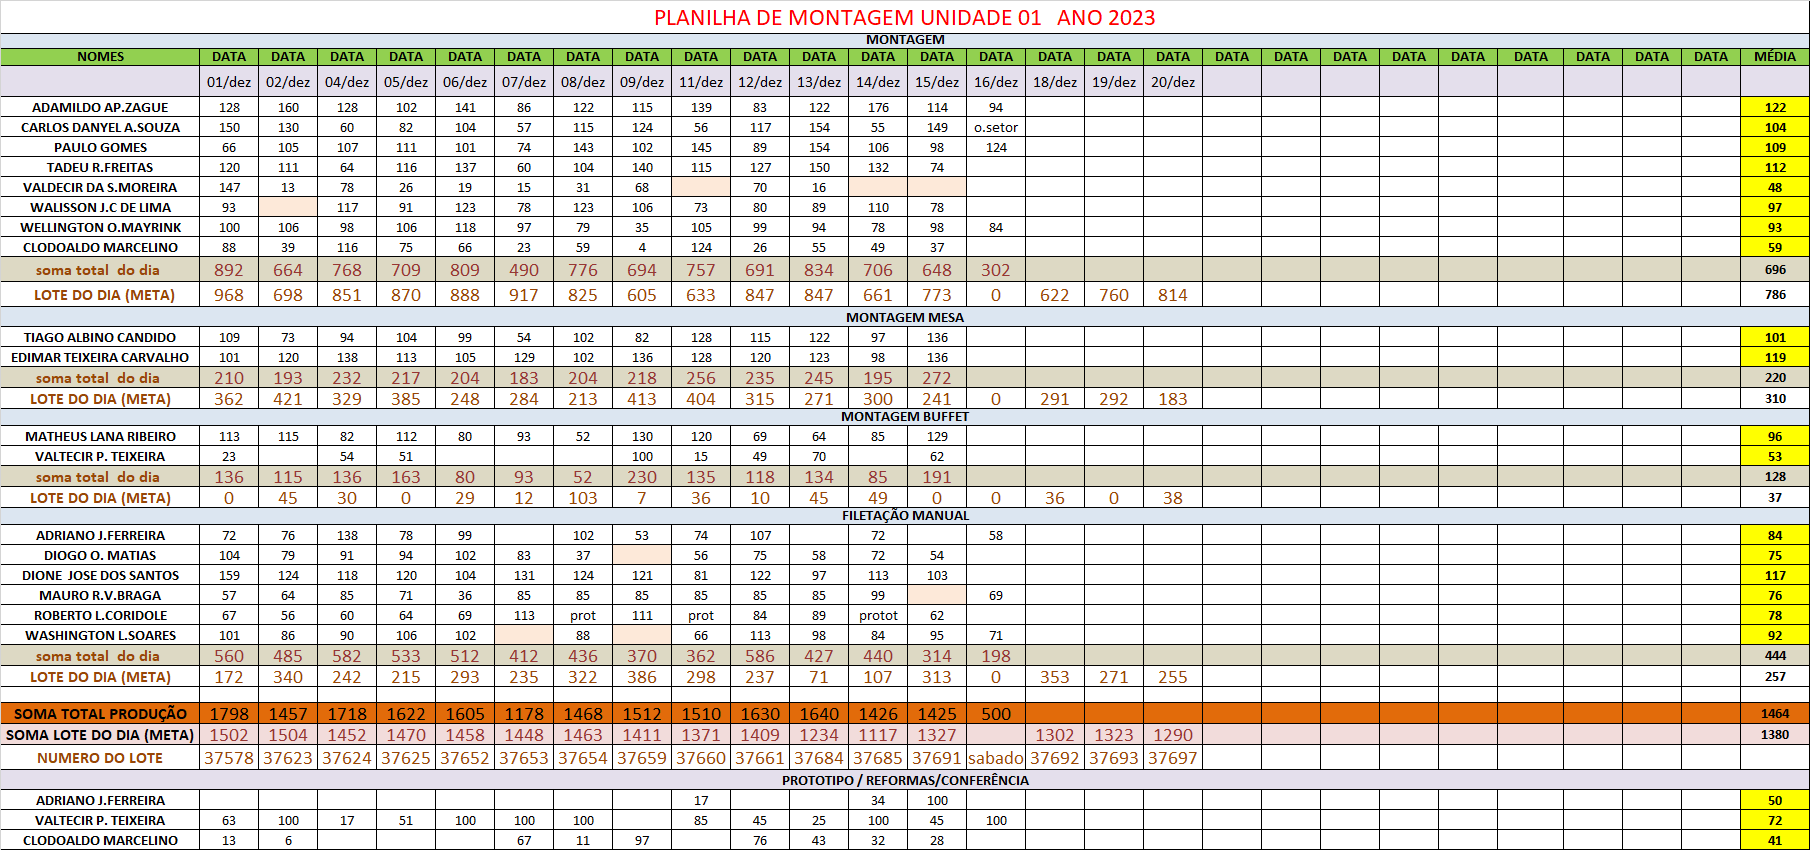 PLANILHA DE MONTAGEM UNIDADE 01 ANO 2023
MONTAGEM
NOMES DATA DATA DATA DATA DATA DATA DATA DATA DATA DATA DATA DATA DATA DATA DATA DATA DATA DATA DATA DATA DATA DATA DATA DATA DATA DATA MÉDIA
01/dez 02/dez 04/dez 05/dez 06/dez 07/dez 08/dez 09/dez 11/dez 12/dez 13/dez 14/dez 15/dez 16/dez 18/dez 19/dez 20/dez
ADAMILDO AP.ZAGUE 128 160 128 102 141 86 122 115 139 83 122 176 114 94 122
CARLOS DANYEL A.SOUZA 150 130 60 82 104 57 115 124 56 117 154 55 149 o.setor 104
PAULO GOMES 66 105 107 111 101 74 143 102 145 89 154 106 98 124 109
TADEU R.FREITAS 120 111 64 116 137 60 104 140 115 127 150 132 74 112
VALDECIR DA S.MOREIRA 147 13 78 26 19 15 31 68 70 16 48
WALISSON J.C DE LIMA 93 117 91 123 78 123 106 73 80 89 110 78 97
WELLINGTON O.MAYRINK 100 106 98 106 118 97 79 35 105 99 94 78 98 84 93
CLODOALDO MARCELINO 88 39 116 75 66 23 59 4 124 26 55 49 37 59
soma total do dia 892 664 768 709 809 490 776 694 757 691 834 706 648 302 696
LOTE DO DIA (META) 968 698 851 870 888 917 825 605 633 847 847 661 773 0 622 760 814 786
MONTAGEM MESA
TIAGO ALBINO CANDIDO 109 73 94 104 99 54 102 82 128 115 122 97 136 101
EDIMAR TEIXEIRA CARVALHO 101 120 138 113 105 129 102 136 128 120 123 98 136 119
soma total do dia 210 193 232 217 204 183 204 218 256 235 245 195 272 220
LOTE DO DIA (META) 362 421 329 385 248 284 213 413 404 315 271 300 241 0 291 292 183 310
MONTAGEM BUFFET
MATHEUS LANA RIBEIRO 113 115 82 112 80 93 52 130 120 69 64 85 129 96
VALTECIR P. TEIXEIRA 23 54 51 100 15 49 70 62 53
soma total do dia 136 115 136 163 80 93 52 230 135 118 134 85 191 128
LOTE DO DIA (META) 0 45 30 0 29 12 103 7 36 10 45 49 0 0 36 0 38 37
FILETAÇÃO MANUAL
ADRIANO J.FERREIRA 72 76 138 78 99 102 53 74 107 72 58 84
DIOGO O. MATIAS 104 79 91 94 102 83 37 56 75 58 72 54 75
DIONE JOSE DOS SANTOS 159 124 118 120 104 131 124 121 81 122 97 113 103 117
MAURO R.V.BRAGA 57 64 85 71 36 85 85 85 85 85 85 99 69 76
ROBERTO L.CORIDOLE 67 56 60 64 69 113 prot 111 prot 84 89 protot 62 78
WASHINGTON L.SOARES 101 86 90 106 102 88 66 113 98 84 95 71 92
soma total do dia 560 485 582 533 512 412 436 370 362 586 427 440 314 198 444
LOTE DO DIA (META) 172 340 242 215 293 235 322 386 298 237 71 107 313 0 353 271 255 257
SOMA TOTAL PRODUÇÃO 1798 1457 1718 1622 1605 1178 1468 1512 1510 1630 1640 1426 1425 500 1464
SOMA LOTE DO DIA (META) 1502 1504 1452 1470 1458 1448 1463 1411 1371 1409 1234 1117 1327 1302 1323 1290 1380
NUMERO DO LOTE 37578 37623 37624 37625 37652 37653 37654 37659 37660 37661 37684 37685 37691 sabado 37692 37693 37697
PROTOTIPO / REFORMAS/CONFERÊNCIA
ADRIANO J.FERREIRA 17 34 100 50
VALTECIR P. TEIXEIRA 63 100 17 51 100 100 100 85 45 25 100 45 100 72
CLODOALDO MARCELINO 13 6 67 11 97 76 43 32 28 41